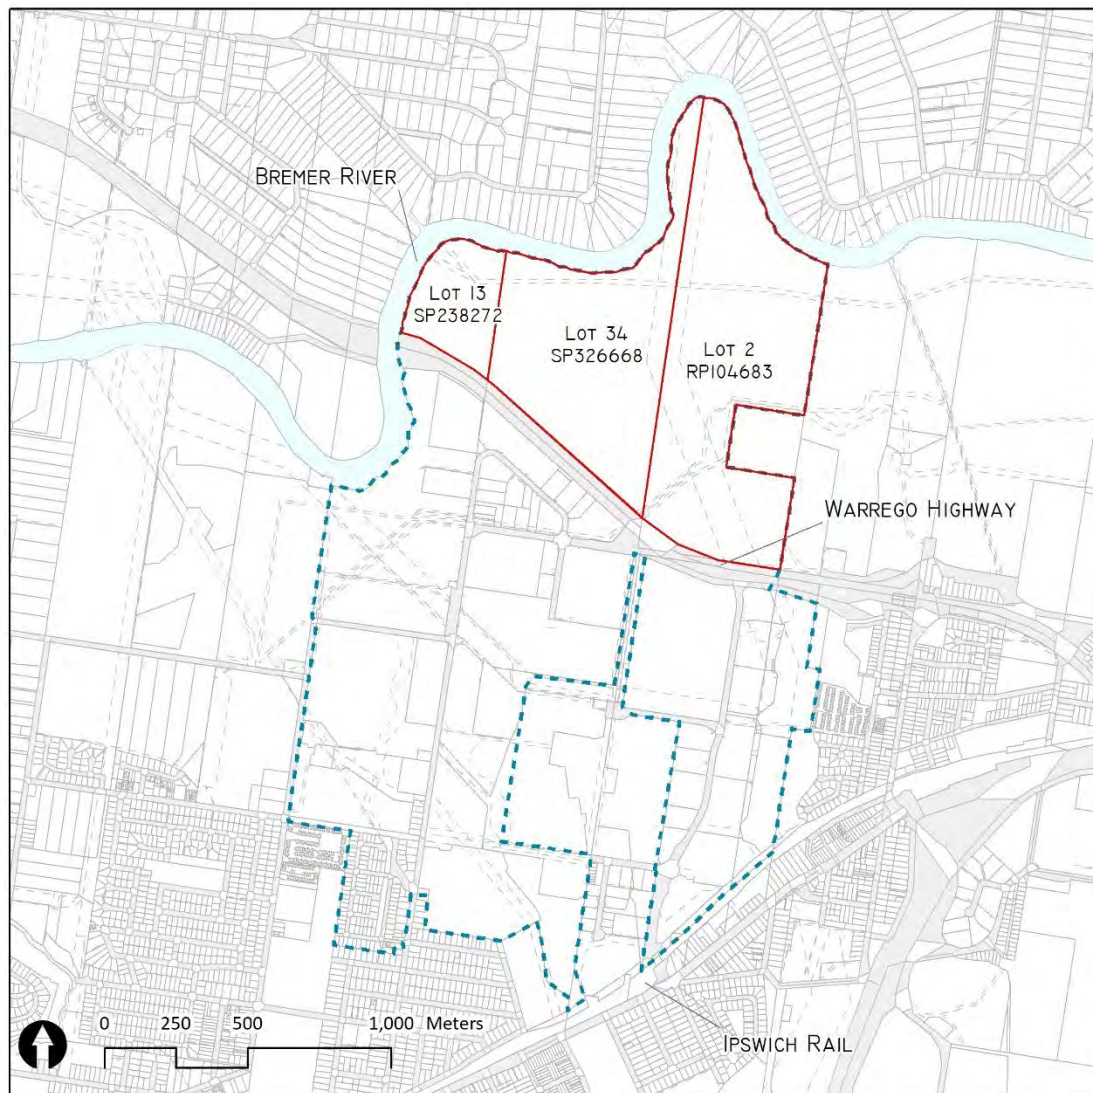 BREMER RIVER
LOT 13
SP238272
LOT 34
SP326668
LOT 2
RP104683
WARREGO HIGHWAY
0 250 500 1,000 Meters
IPSWICH RAIL